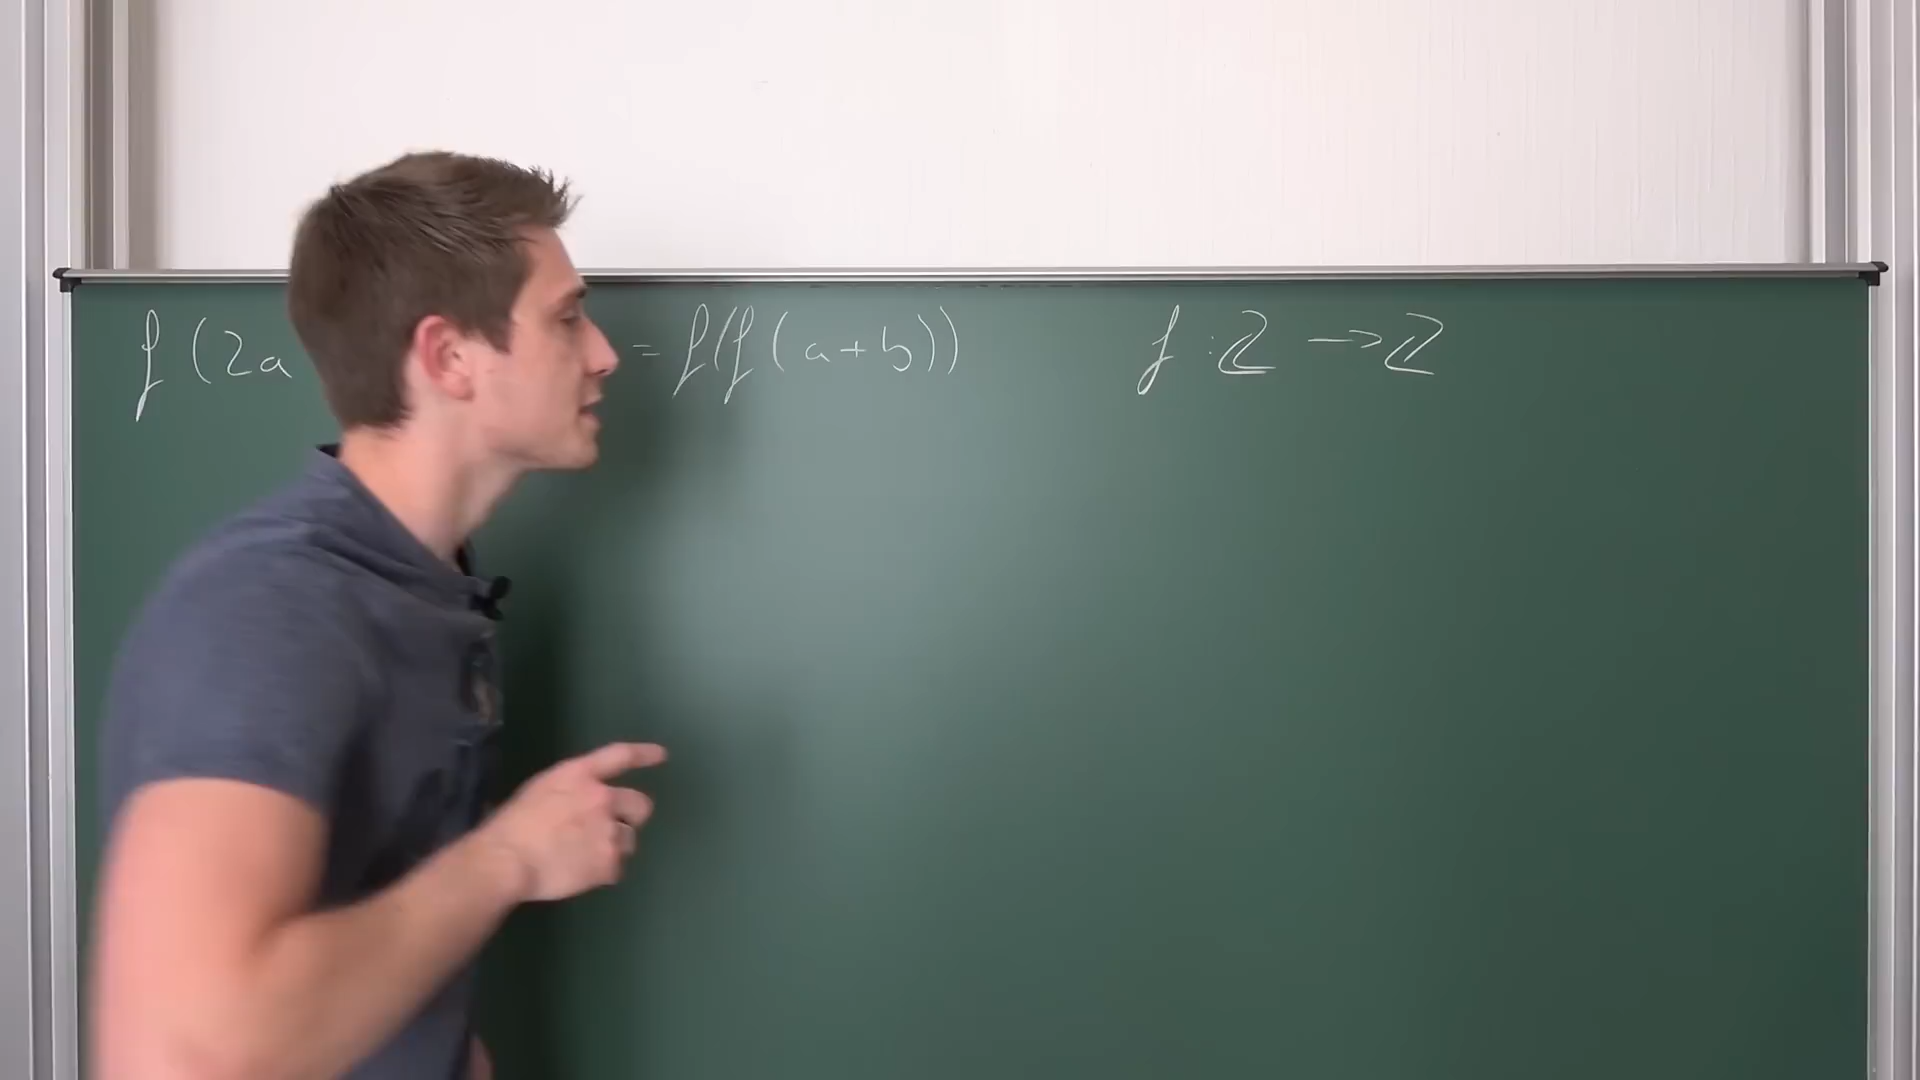 f (2a = f(f(a+b)) f : ℤ → ℤ